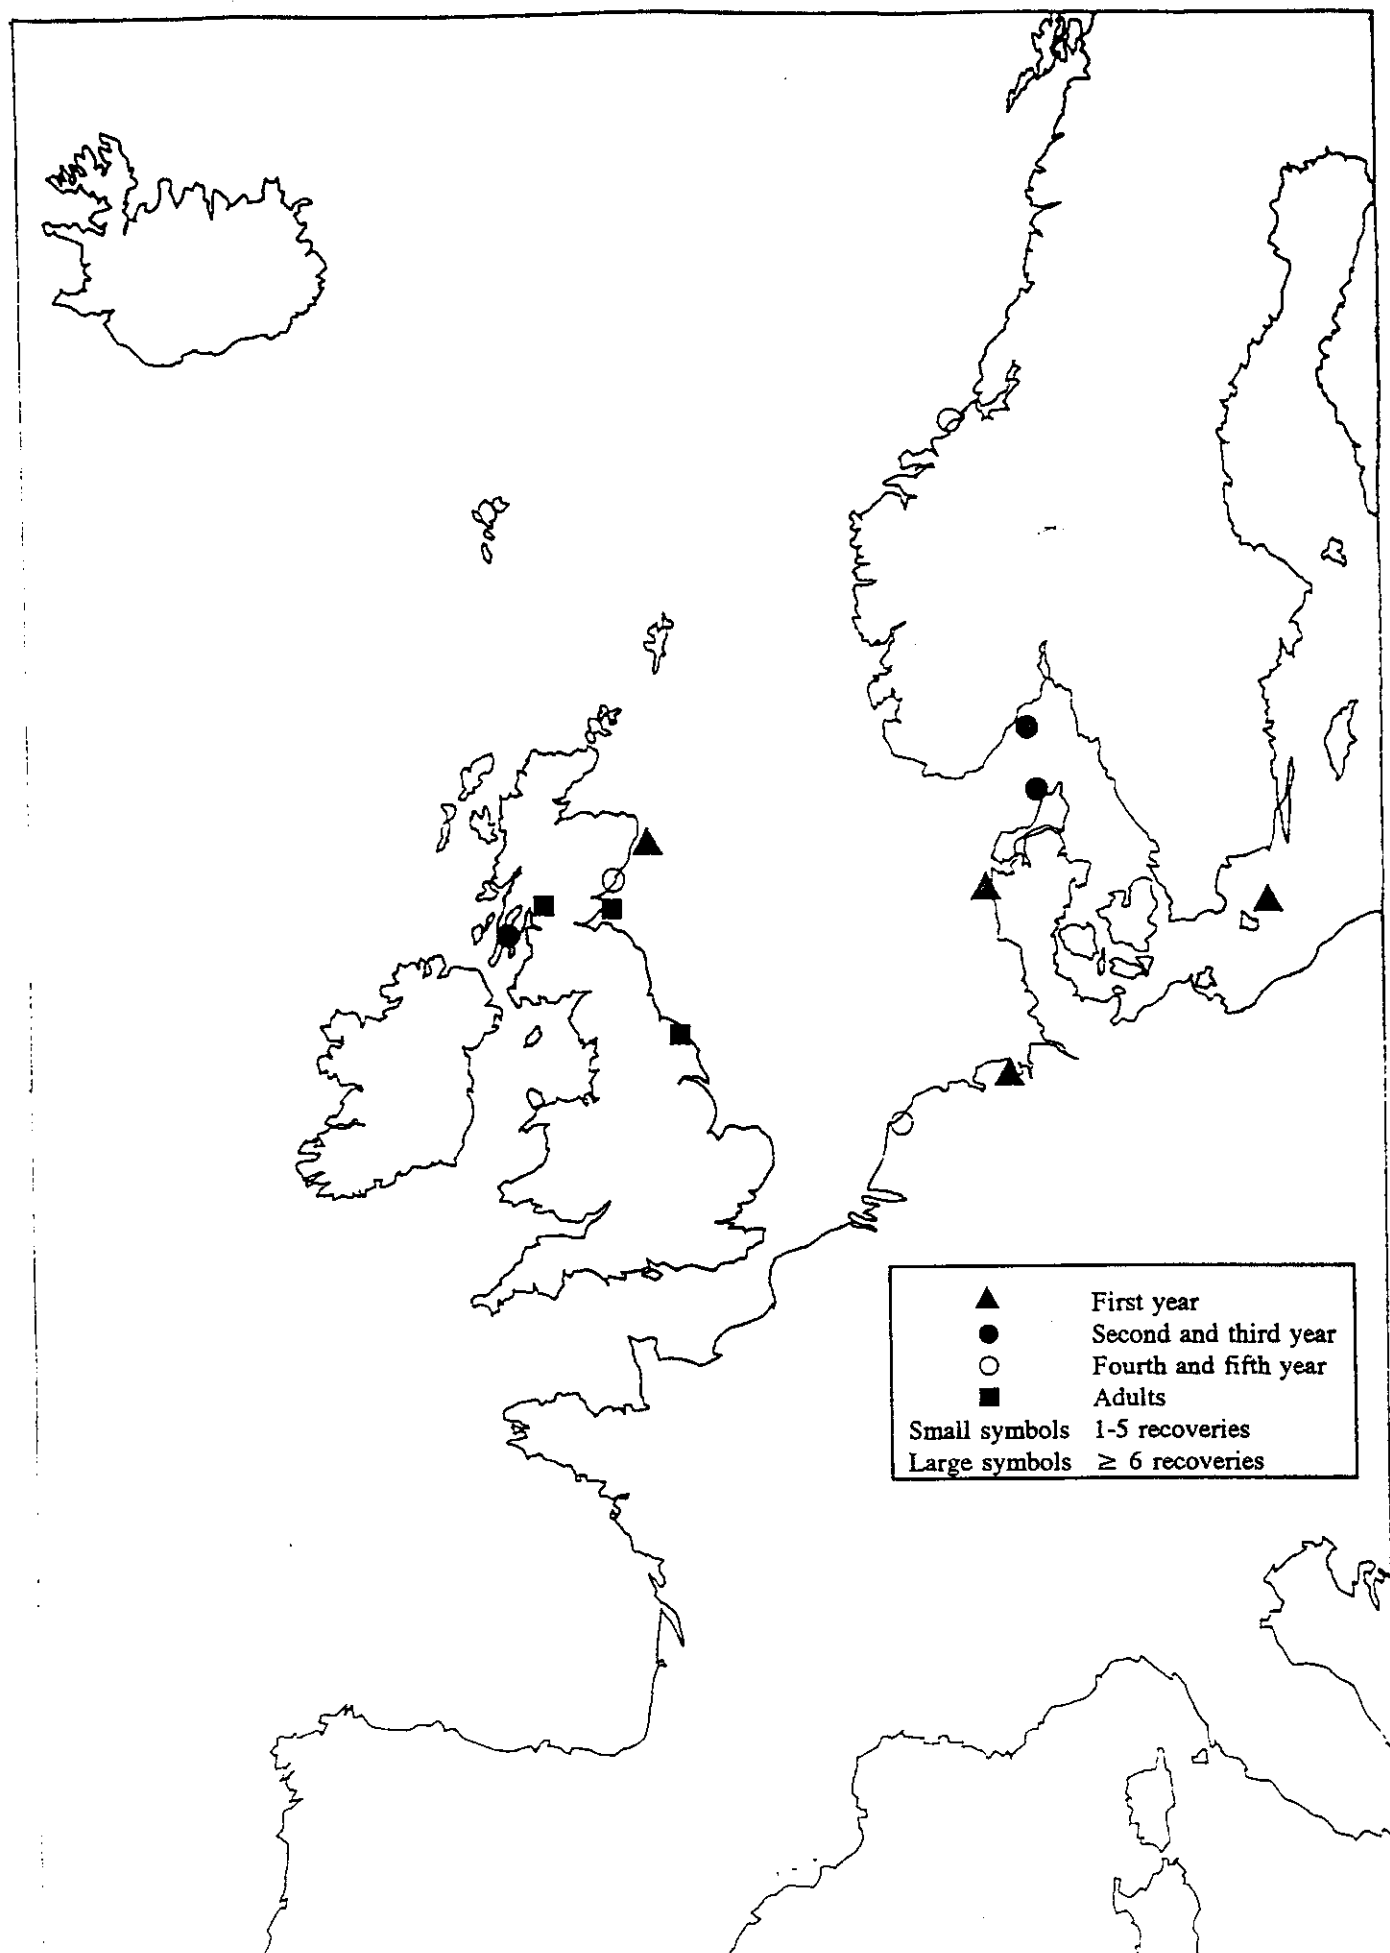 First year
Second and third year
Fourth and fifth year
Adults
Small symbols 1-5 recoveries
Large symbols ≥ 6 recoveries